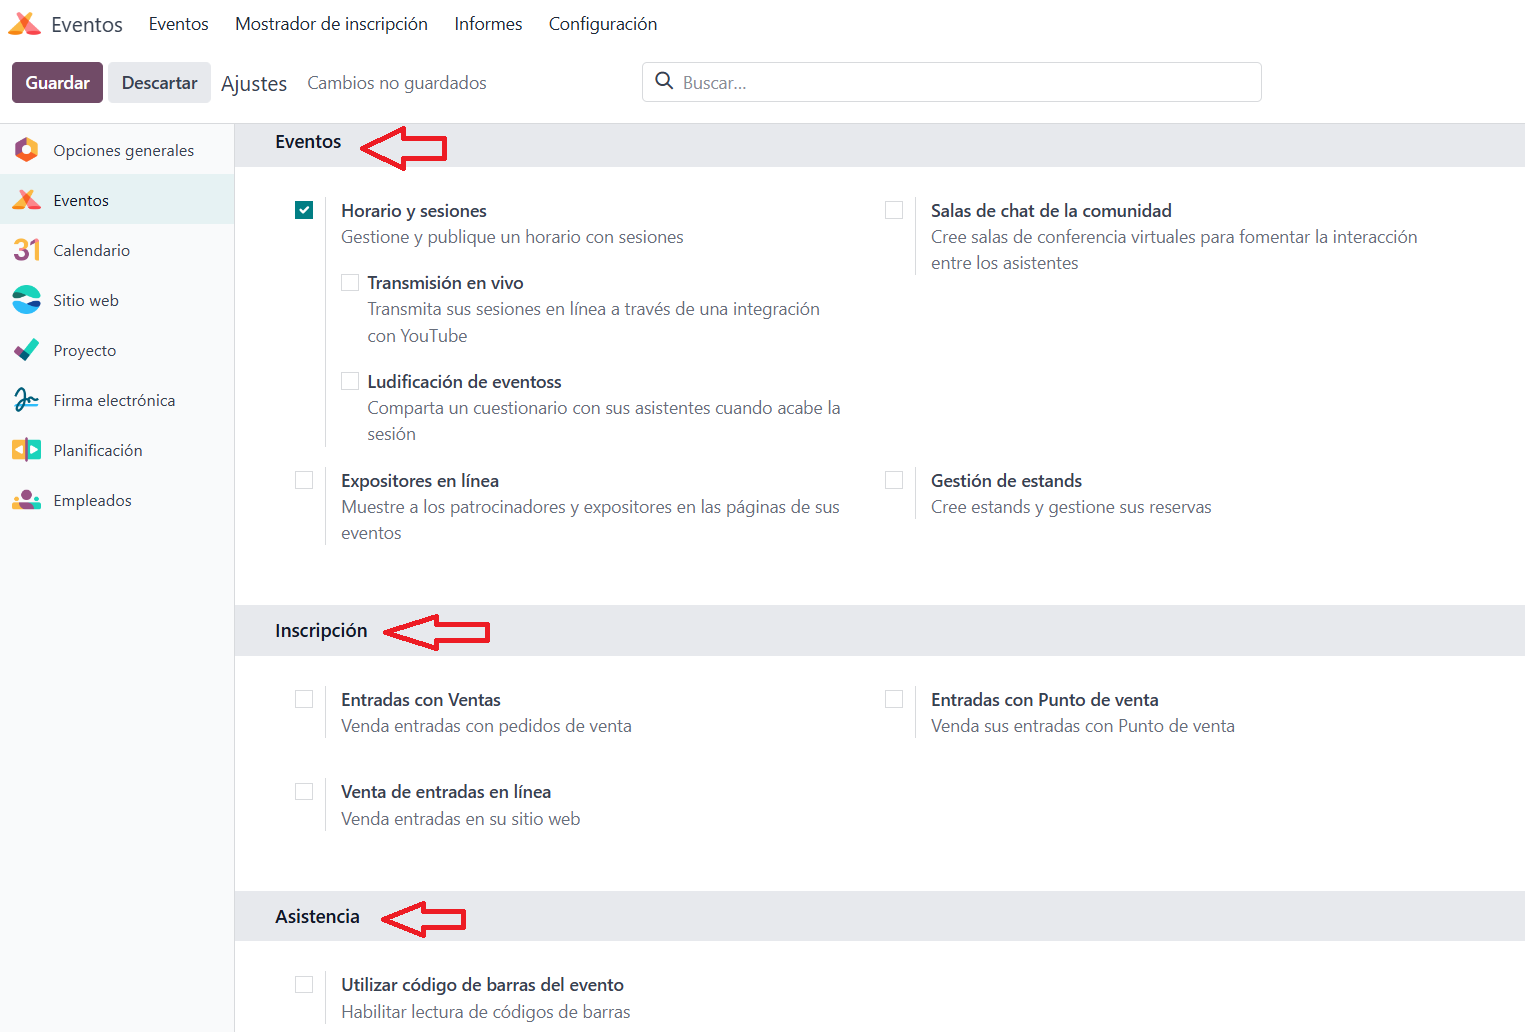 Eventos Eventos Mostrador de inscripción Informes Configuración
Guardar Descartar Ajustes Cambios no guardados Buscar...
Opciones generales
Eventos
31 Calendario
Sitio web
Proyecto
Firma electrónica
Planificación
Empleados
Eventos
Horario y sesiones
Gestione y publique un horario con sesiones
Transmisión en vivo
Transmita sus sesiones en línea a través de una integración
con YouTube
Ludificación de eventoss
Comparta un cuestionario con sus asistentes cuando acabe la
sesión
Salas de chat de la comunidad
Cree salas de conferencia virtuales para fomentar la interacción
entre los asistentes
Expositores en línea
Muestre a los patrocinadores y expositores en las páginas de sus
eventos
Gestión de estands
Cree estands y gestione sus reservas
Inscripción
Entradas con Ventas
Venda entradas con pedidos de venta
Entradas con Punto de venta
Venda sus entradas con Punto de venta
Venta de entradas en línea
Venda entradas en su sitio web
Asistencia
Utilizar código de barras del evento
Habilitar lectura de códigos de barras